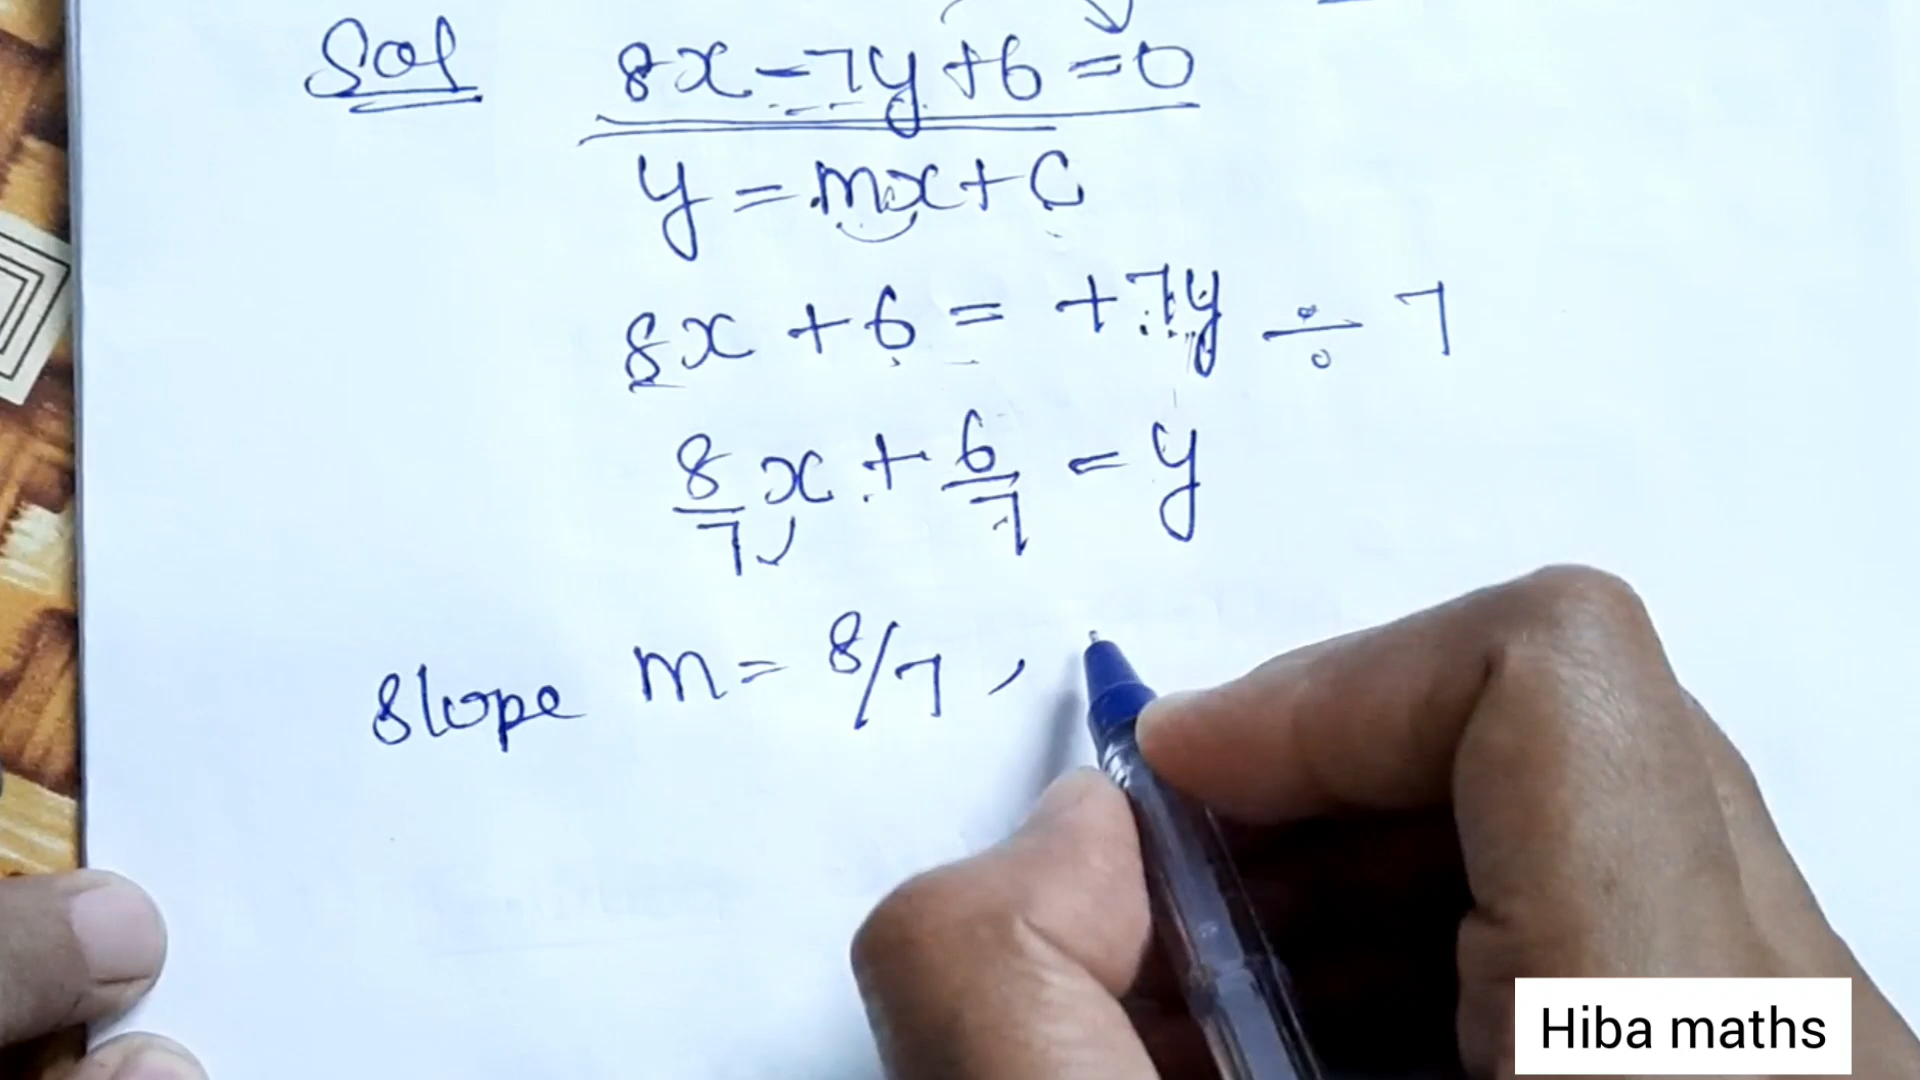 Sol 8x-7y+6=0
y = mx + c
8x + 6 = +7y ÷ 7
8/7 x + 6/7 = y
Slope m = 8/7 ,
Hiba maths